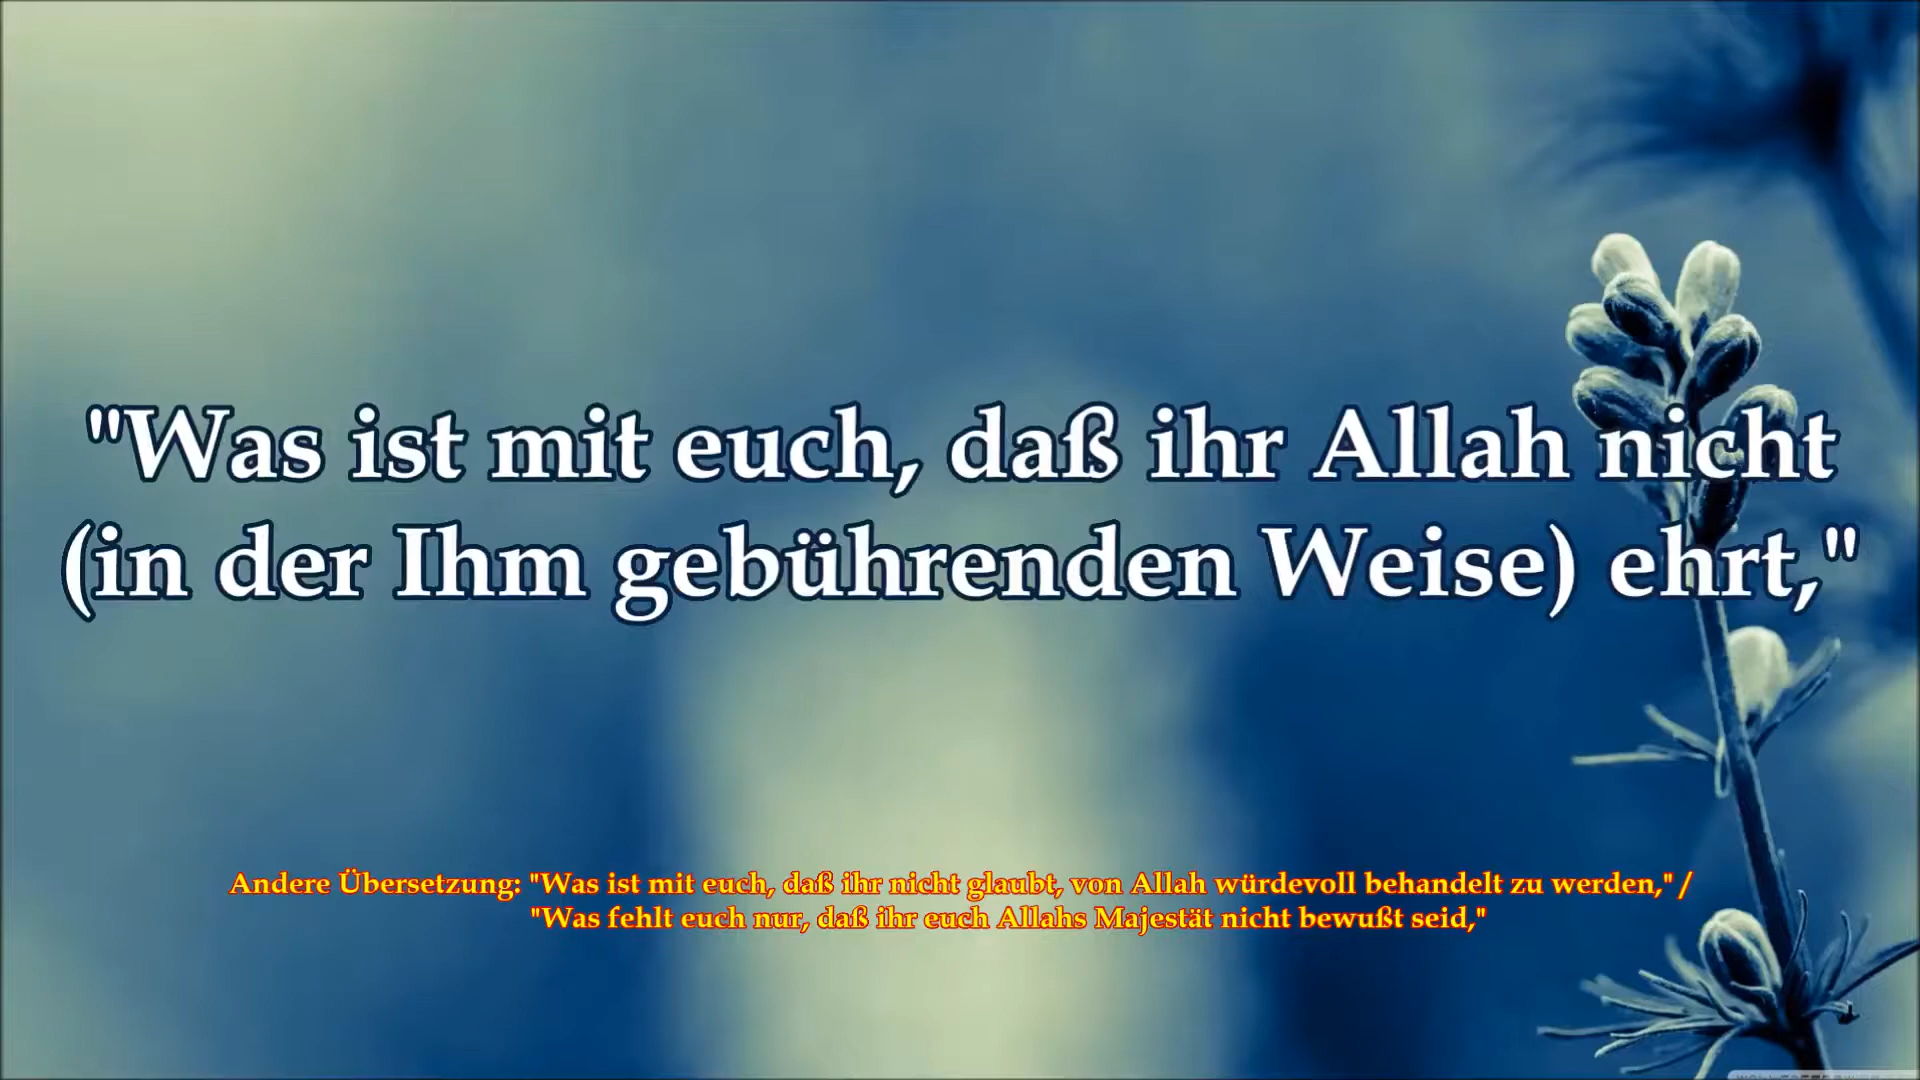 "Was ist mit euch, daß ihr Allah nicht
(in der Ihm gebührenden Weise) ehrt,"
Andere Übersetzung: "Was ist mit euch, daß ihr nicht glaubt, von Allah würdevoll behandelt zu werden," /
"Was fehlt euch nur, daß ihr euch Allahs Majestät nicht bewußt seid,"